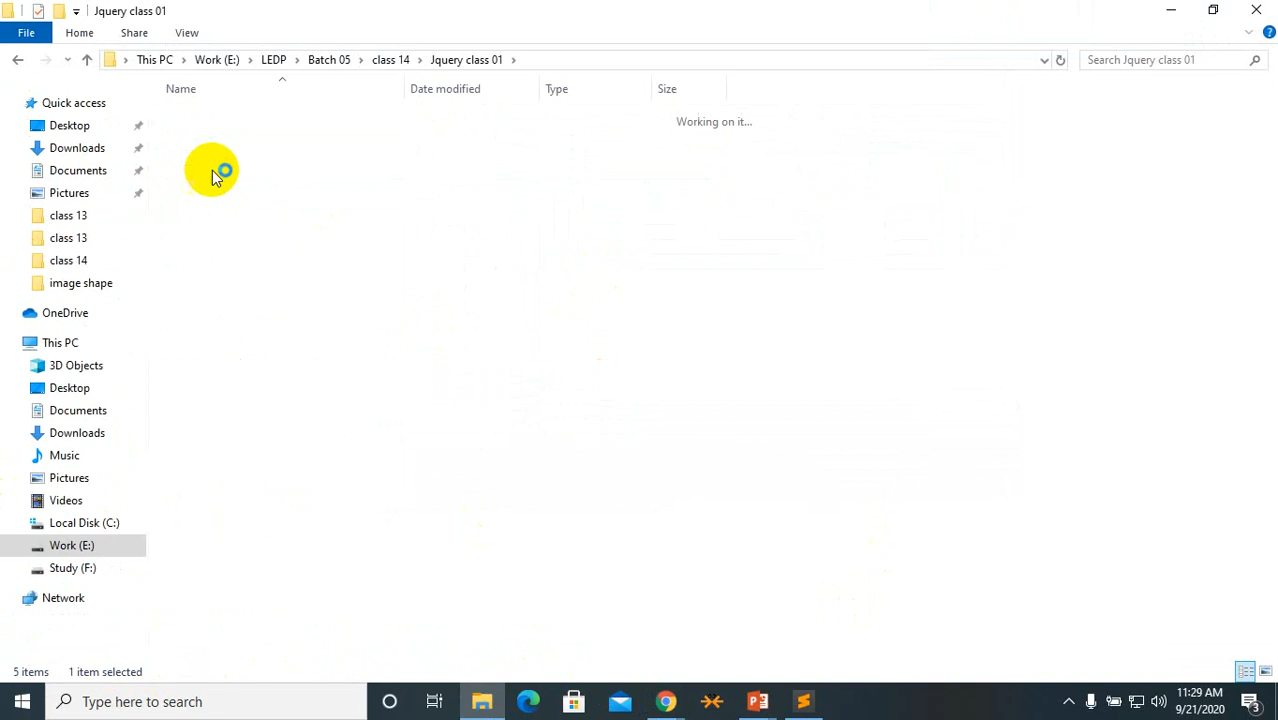 Jquery class 01
File Home Share View
This PC Work (E:) LEDP Batch 05 class 14 Jquery class 01
Search Jquery class 01
Name Date modified Type Size
Working on it...
Quick access
Desktop
Downloads
Documents
Pictures
class 13
class 13
class 14
image shape
OneDrive
This PC
3D Objects
Desktop
Documents
Downloads
Music
Pictures
Videos
Local Disk (C:)
Work (E:)
Study (F:)
Network
5 items 1 item selected
Type here to search
11:29 AM
9/21/2020
3